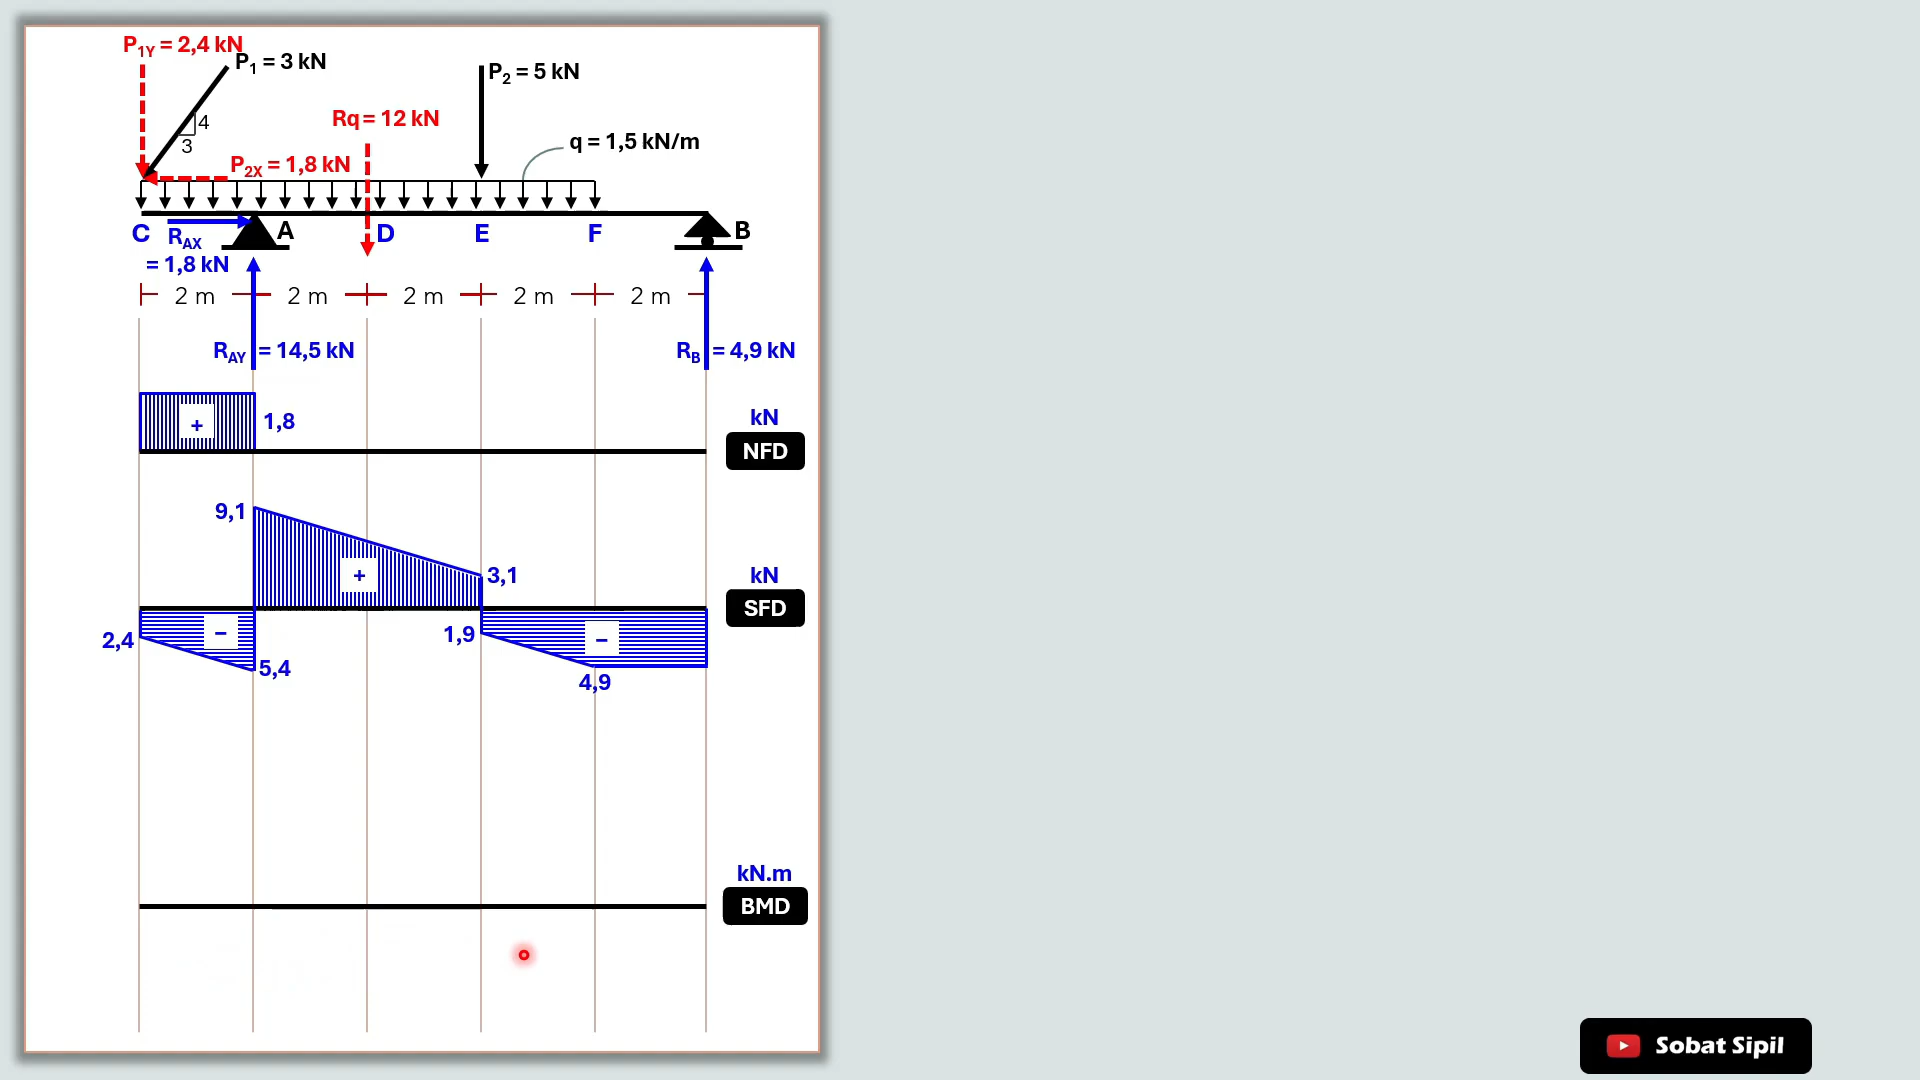 P1Y = 2,4 kN
P1 = 3 kN
P2 = 5 kN
4
3
Rq = 12 kN
q = 1,5 kN/m
P2X = 1,8 kN
C
RAX
= 1,8 kN
A
D
E
F
B
2 m
2 m
2 m
2 m
2 m
RAY = 14,5 kN
RB = 4,9 kN
+
1,8
kN
NFD
9,1
+
3,1
kN
SFD
2,4
–
5,4
1,9
–
4,9
kN.m
BMD
Sobat Sipil